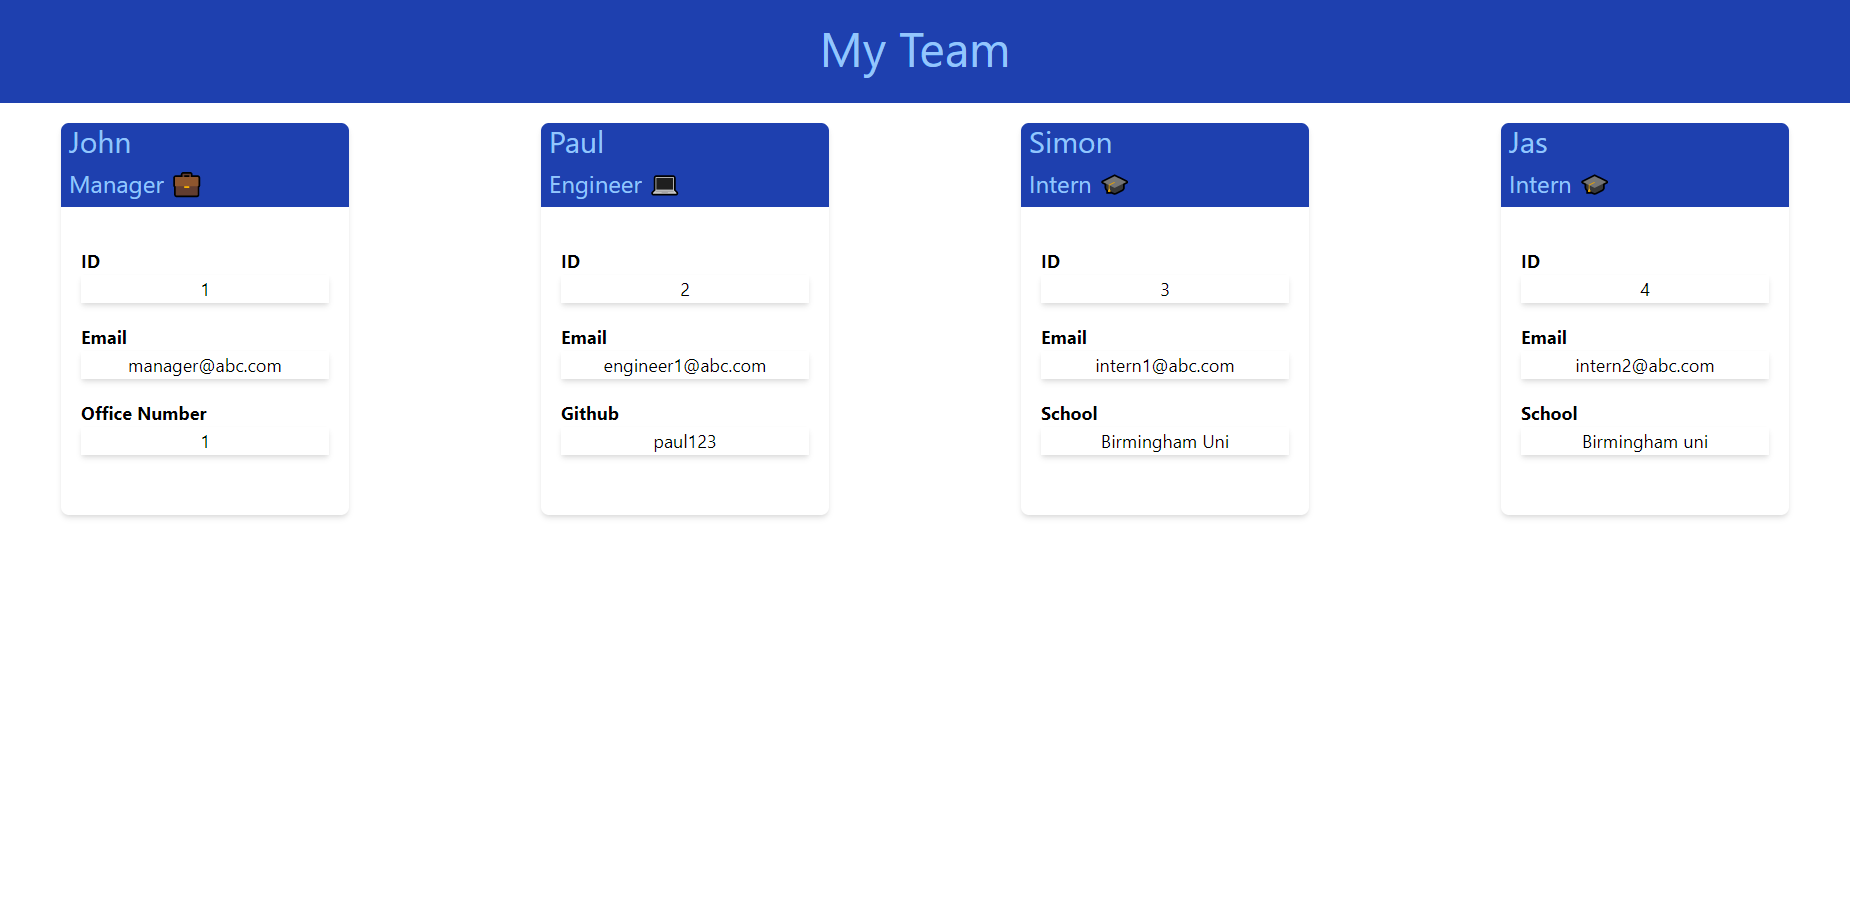 My Team
John
Manager 💼
ID
1
Email
manager@abc.com
Office Number
1
Paul
Engineer 💻
ID
2
Email
engineer1@abc.com
Github
paul123
Simon
Intern 🎓
ID
3
Email
intern1@abc.com
School
Birmingham Uni
Jas
Intern 🎓
ID
4
Email
intern2@abc.com
School
Birmingham uni